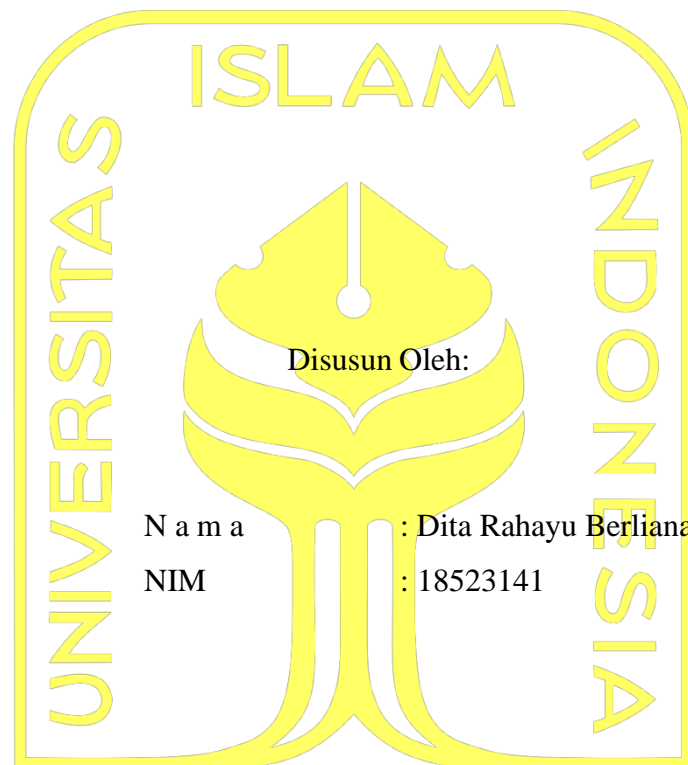 UNIVERSITAS
ISLAM
INDONESIA
Disusun Oleh:
N a m a : Dita Rahayu Berliana
NIM : 18523141